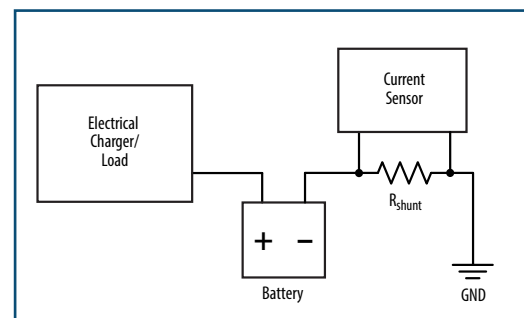 Electrical
Charger/
Load
Current
Sensor
Rshunt
+ −
Battery
GND